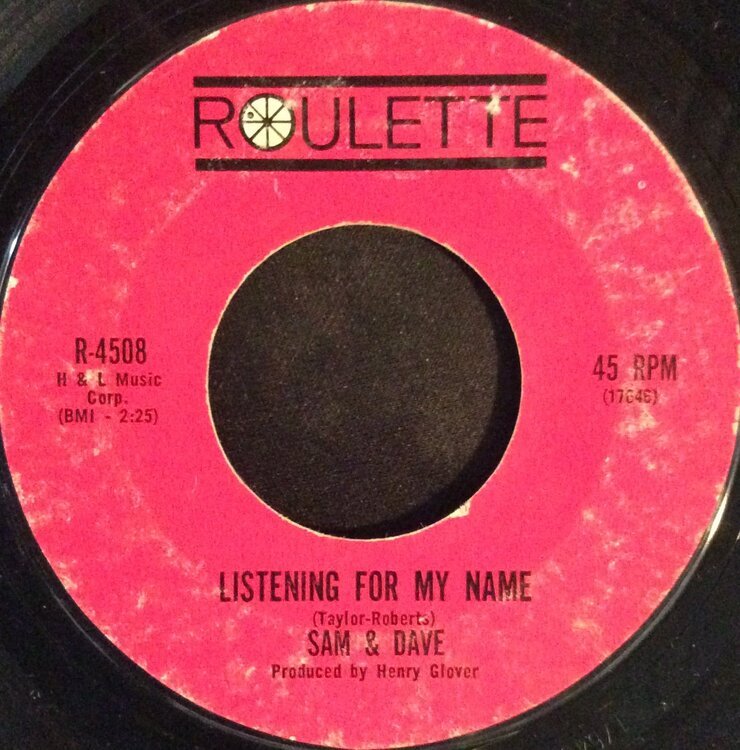 ROULETTE
R-4508
H & L Music
Corp.
(BMI - 2:25)
45 RPM
LISTENING FOR MY NAME
(Taylor-Roberts)
SAM & DAVE
Produced by Henry Glover